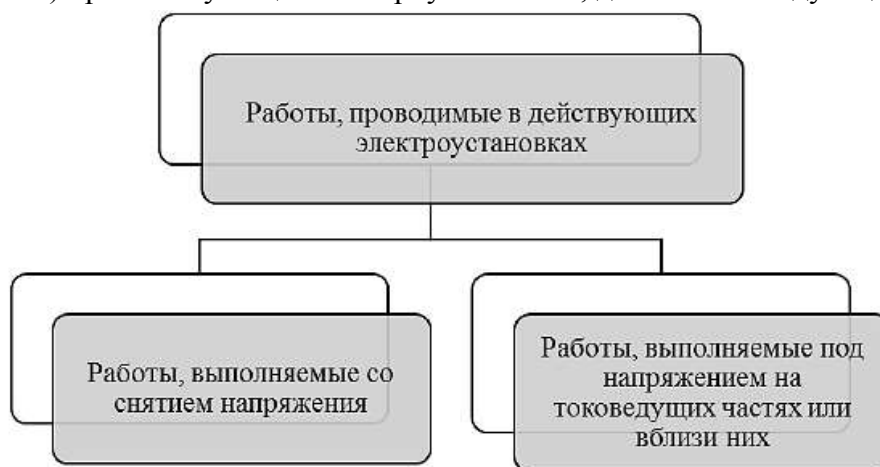 Работы, проводимые в действующих
электроустановках
Работы, выполняемые со
снятием напряжения
Работы, выполняемые под
напряжением на
токоведущих частях или
вблизи них